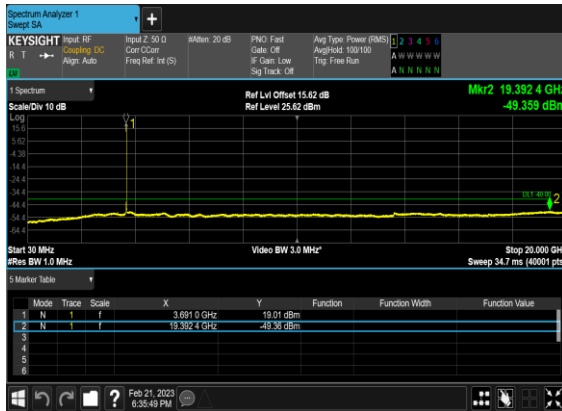 Spectrum Analyzer 1
Swept SA
+
KEYSIGHT Input: RF Input Z: 50 Ω #Atten: 20 dB PNO: Fast Avg Type: Power (RMS) 1 2 3 4 5 6
R T Coupling: DC Corr CCorr Gate: Off Avg|Hold: 100/100 A W W W W W
Align: Auto Freq Ref: Int (S) IF Gain: Low Trig: Free Run
LXI Sig Track: Off A N N N N N
1 Spectrum Ref Lvl Offset 15.62 dB Mkr2 19.392 4 GHz
Scale/Div 10 dB Ref Level 25.62 dBm -49.359 dBm
Log
15.6
1
5.62
-4.38
-14.4
-24.4
-34.4
DL1 -40.00
2
-44.4
-54.4
-64.4
Start 30 MHz Video BW 3.0 MHz* Stop 20.000 GH
#Res BW 1.0 MHz Sweep 34.7 ms (40001 pts
5 Marker Table
Mode Trace Scale X Y Function Function Width Function Value
1 N 1 f 3.691 0 GHz 19.01 dBm
2 N 1 f 19.392 4 GHz -49.36 dBm
3
4
5
6
? Feb 21, 2023
6:35:49 PM